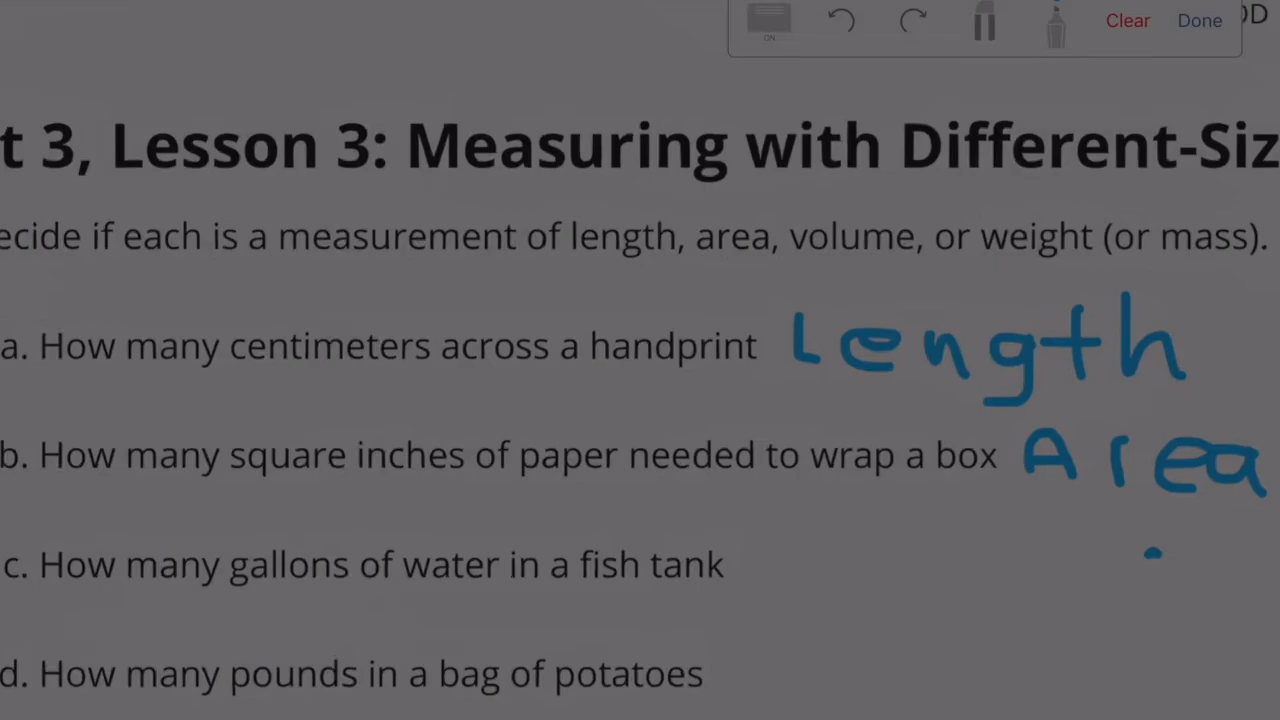 ON Clear Done OD
t 3, Lesson 3: Measuring with Different-Siz
ecide if each is a measurement of length, area, volume, or weight (or mass).
a. How many centimeters across a handprint Length
b. How many square inches of paper needed to wrap a box Area
c. How many gallons of water in a fish tank
d. How many pounds in a bag of potatoes